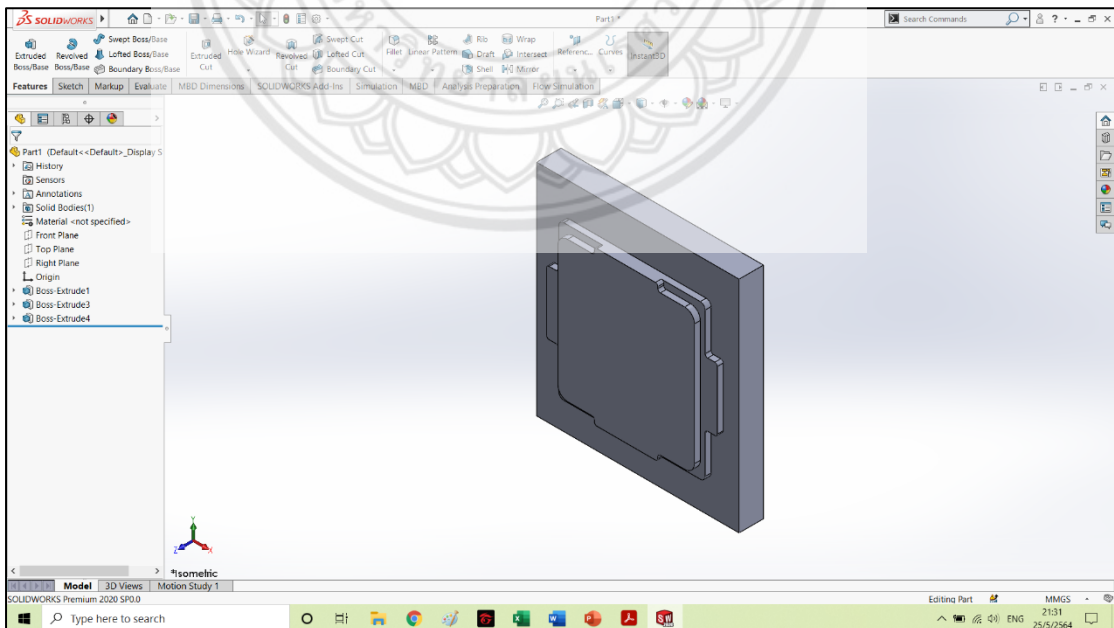 SOLIDWORKS Part1 * Search Commands
Extruded Boss/Base Revolved Boss/Base Swept Boss/Base Lofted Boss/Base Boundary Boss/Base Extruded Cut Hole Wizard Revolved Cut Swept Cut Lofted Cut Boundary Cut Fillet Linear Pattern Rib Draft Shell Wrap Intersect Mirror Referenc... Curves Instant3D
Features Sketch Markup Evaluate MBD Dimensions SOLIDWORKS Add-Ins Simulation MBD Analysis Preparation Flow Simulation
Part1 (Default<<Default>_Display S
History
Sensors
Annotations
Solid Bodies(1)
Material <not specified>
Front Plane
Top Plane
Right Plane
Origin
Boss-Extrude1
Boss-Extrude3
Boss-Extrude4
Y
Z X
*Isometric
Model 3D Views Motion Study 1
SOLIDWORKS Premium 2020 SP0.0 Editing Part MMGS
Type here to search ENG 21:31
25/5/2564